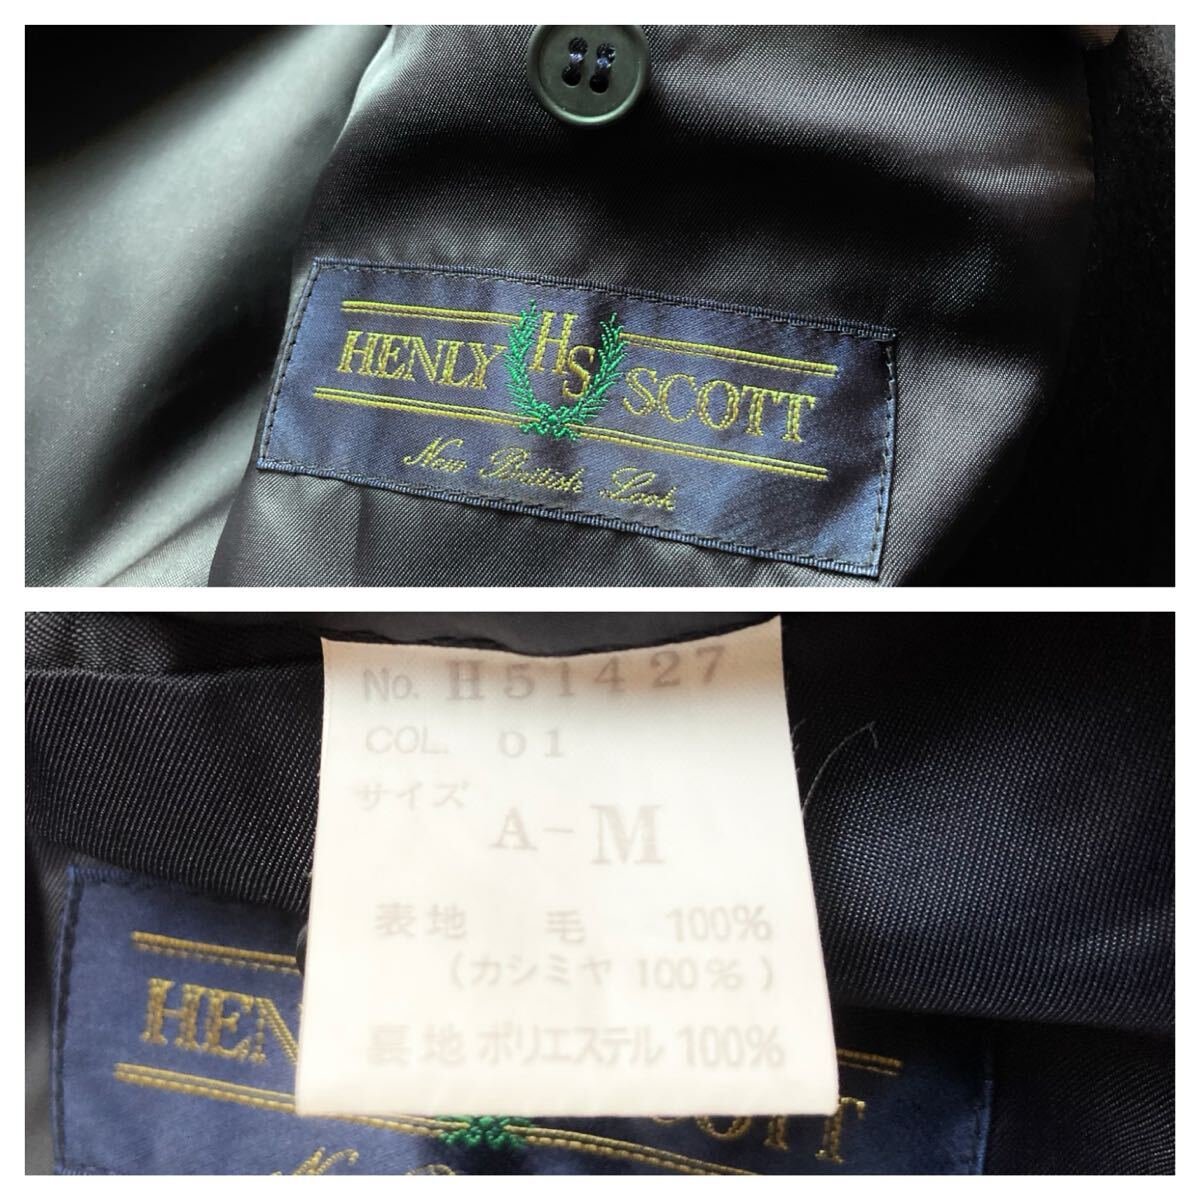 HENLY HS SCOTT
New British Look
No. H51427
COL. 01
サイズ
A-M
表地 毛 100%
(カシミヤ 100%)
裏地 ポリエステル 100%
HEN
COTT